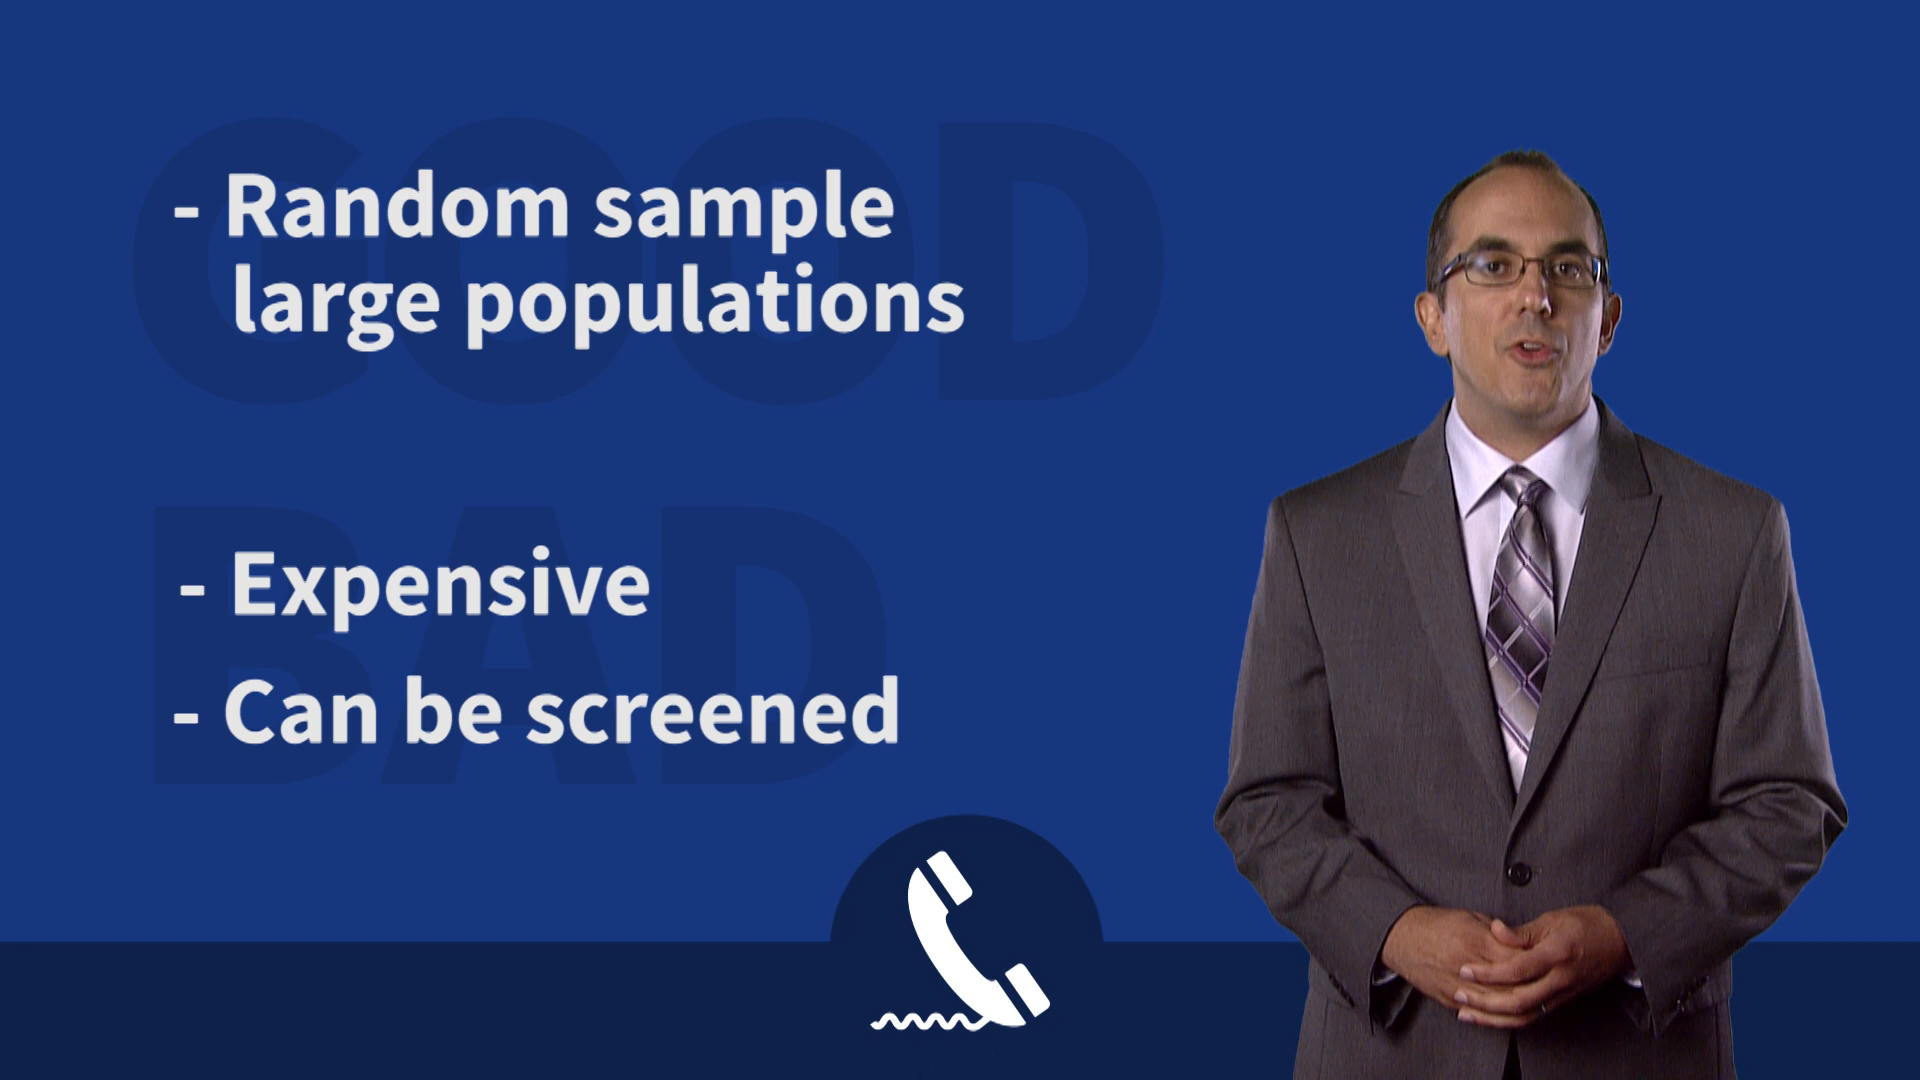 GOOD
- Random sample
large populations
BAD
- Expensive
- Can be screened